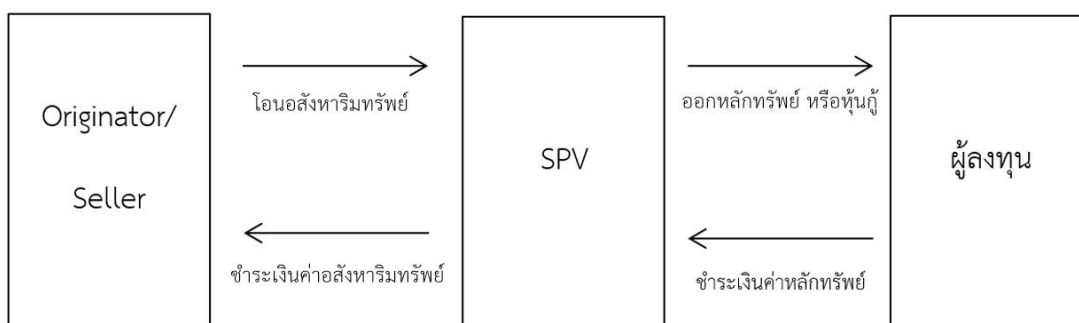 Originator/
Seller
โอนอสังหาริมทรัพย์
ชำระเงินค่าอสังหาริมทรัพย์
SPV
ออกหลักทรัพย์ หรือหุ้นกู้
ชำระเงินค่าหลักทรัพย์
ผู้ลงทุน